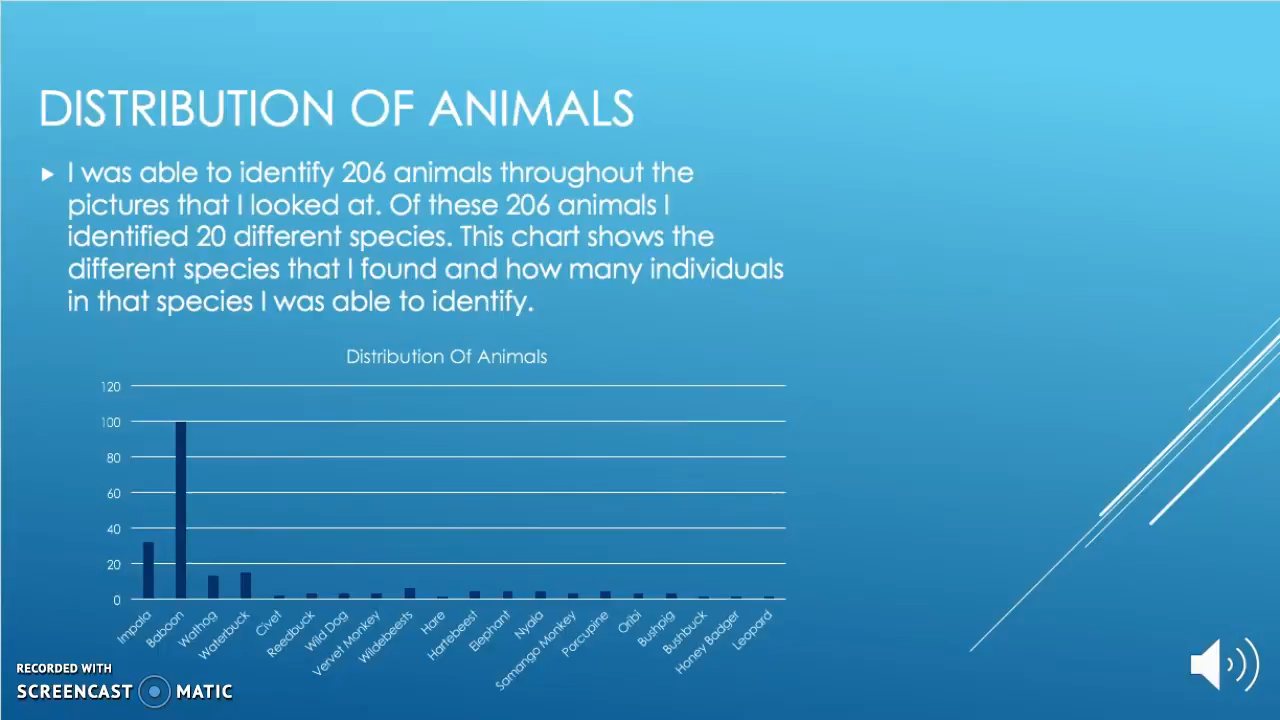 DISTRIBUTION OF ANIMALS
I was able to identify 206 animals throughout the
pictures that I looked at. Of these 206 animals I
identified 20 different species. This chart shows the
different species that I found and how many individuals
in that species I was able to identify.
Distribution Of Animals
120
100
80
60
40
20
0
Impala
Baboon
Wathog
Waterbuck
Civet
Reedbuck
Wild Dog
Vervet Monkey
Wildebeests
Hare
Hartebeest
Elephant
Nyala
Samango Monkey
Porcupine
Oribi
Bushpig
Bushbuck
Honey Badger
Leopard
RECORDED WITH
SCREENCAST MATIC